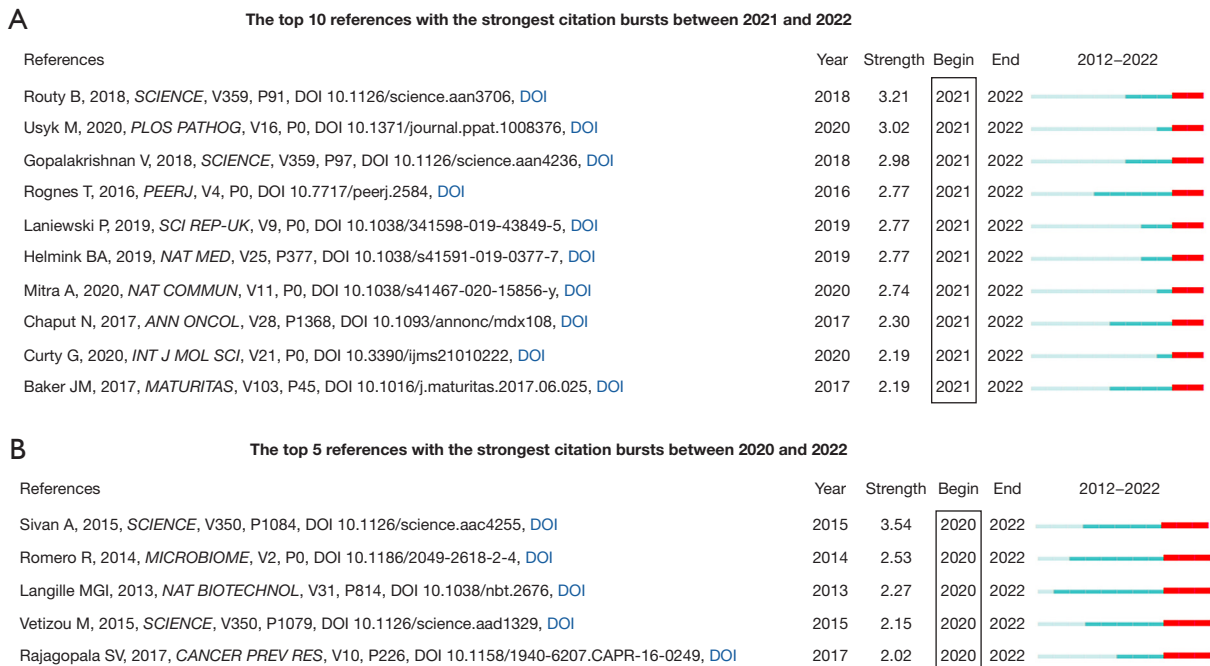 A
The top 10 references with the strongest citation bursts between 2021 and 2022
References Year Strength Begin End 2012–2022
Routy B, 2018, SCIENCE, V359, P91, DOI 10.1126/science.aan3706, DOI 2018 3.21 2021 2022
Usyk M, 2020, PLOS PATHOG, V16, P0, DOI 10.1371/journal.ppat.1008376, DOI 2020 3.02 2021 2022
Gopalakrishnan V, 2018, SCIENCE, V359, P97, DOI 10.1126/science.aan4236, DOI 2018 2.98 2021 2022
Rognes T, 2016, PEERJ, V4, P0, DOI 10.7717/peerj.2584, DOI 2016 2.77 2021 2022
Laniewski P, 2019, SCI REP-UK, V9, P0, DOI 10.1038/341598-019-43849-5, DOI 2019 2.77 2021 2022
Helmink BA, 2019, NAT MED, V25, P377, DOI 10.1038/s41591-019-0377-7, DOI 2019 2.77 2021 2022
Mitra A, 2020, NAT COMMUN, V11, P0, DOI 10.1038/s41467-020-15856-y, DOI 2020 2.74 2021 2022
Chaput N, 2017, ANN ONCOL, V28, P1368, DOI 10.1093/annonc/mdx108, DOI 2017 2.30 2021 2022
Curty G, 2020, INT J MOL SCI, V21, P0, DOI 10.3390/ijms21010222, DOI 2020 2.19 2021 2022
Baker JM, 2017, MATURITAS, V103, P45, DOI 10.1016/j.maturitas.2017.06.025, DOI 2017 2.19 2021 2022
B
The top 5 references with the strongest citation bursts between 2020 and 2022
References Year Strength Begin End 2012–2022
Sivan A, 2015, SCIENCE, V350, P1084, DOI 10.1126/science.aac4255, DOI 2015 3.54 2020 2022
Romero R, 2014, MICROBIOME, V2, P0, DOI 10.1186/2049-2618-2-4, DOI 2014 2.53 2020 2022
Langille MGI, 2013, NAT BIOTECHNOL, V31, P814, DOI 10.1038/nbt.2676, DOI 2013 2.27 2020 2022
Vetizou M, 2015, SCIENCE, V350, P1079, DOI 10.1126/science.aad1329, DOI 2015 2.15 2020 2022
Rajagopala SV, 2017, CANCER PREV RES, V10, P226, DOI 10.1158/1940-6207.CAPR-16-0249, DOI 2017 2.02 2020 2022